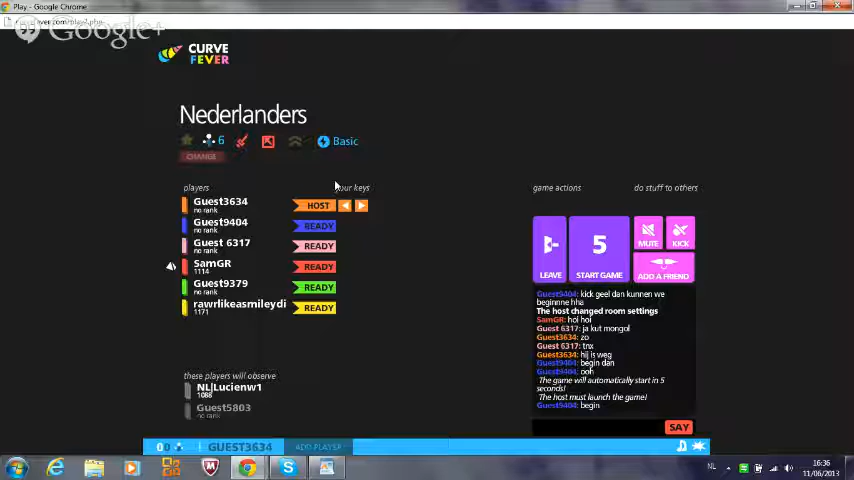 Play - Google Chrome
Google+
CURVE
FEVER
Nederlanders
6
Basic
CHANGE
players
your keys
game actions
do stuff to others
Guest3634
no rank
HOST
Guest9404
no rank
READY
Guest 6317
no rank
READY
SamGR
1114
READY
Guest9379
no rank
READY
rawrlikeasmileydi
1171
READY
LEAVE
5
START GAME
MUTE
KICK
ADD A FRIEND
Guest9404: kick geel dan kunnen we
beginnne hha
The host changed room settings
SamGR: hoi hoi
Guest 6317: ja kut mongol
Guest3634: zo
Guest 6317: tnx
Guest3634: hij is weg
Guest9404: begin dan
Guest9404: ooh
The game will automatically start in 5
seconds!
The host must launch the game!
Guest9404: begin
SAY
these players will observe
NL|Lucienw1
1088
Guest5803
no rank
GUEST3634
ADD PLAYER
NL
16:36
11/06/2013